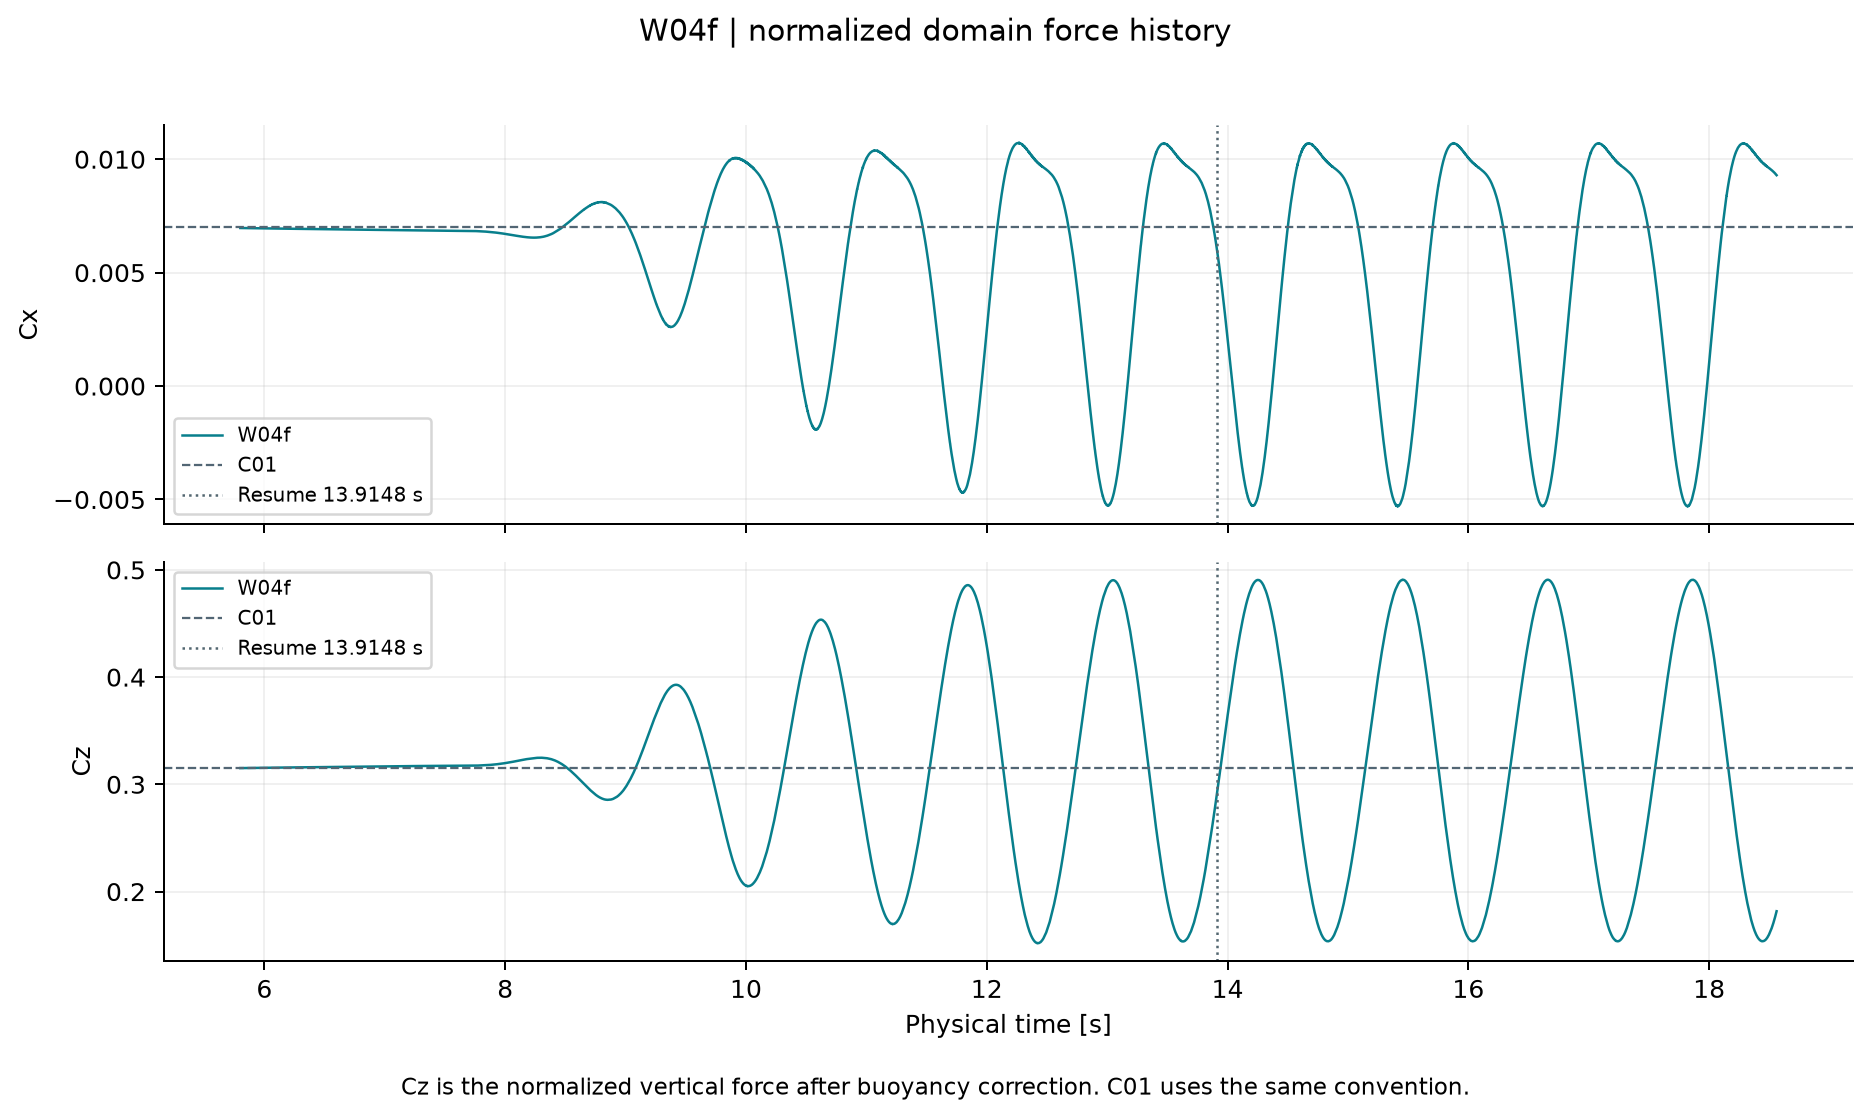 W04f | normalized domain force history
0.010
0.005
0.000
−0.005
Cx
W04f
C01
Resume 13.9148 s
0.5
0.4
0.3
0.2
Cz
W04f
C01
Resume 13.9148 s
6 8 10 12 14 16 18
Physical time [s]
Cz is the normalized vertical force after buoyancy correction. C01 uses the same convention.